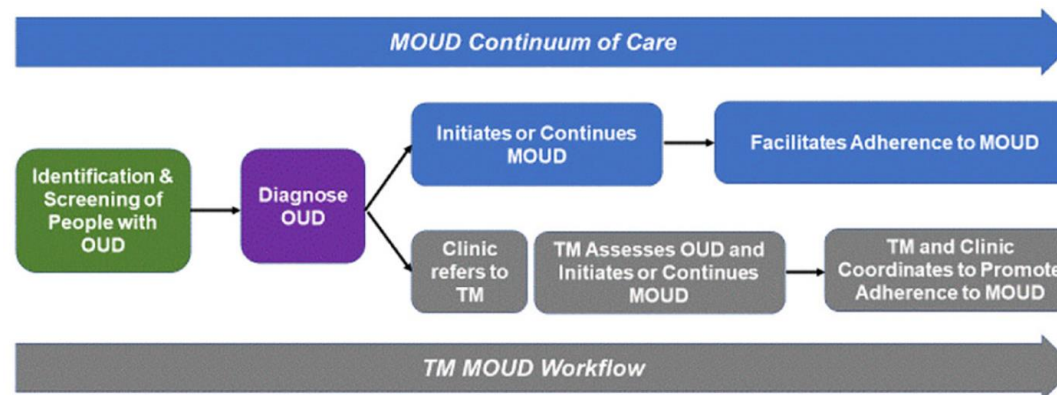 MOUD Continuum of Care
Identification &
Screening of
People with
OUD
Diagnose
OUD
Initiates or Continues
MOUD
Facilitates Adherence to MOUD
Clinic
refers to
TM
TM Assesses OUD and
Initiates or Continues
MOUD
TM and Clinic
Coordinates to Promote
Adherence to MOUD
TM MOUD Workflow